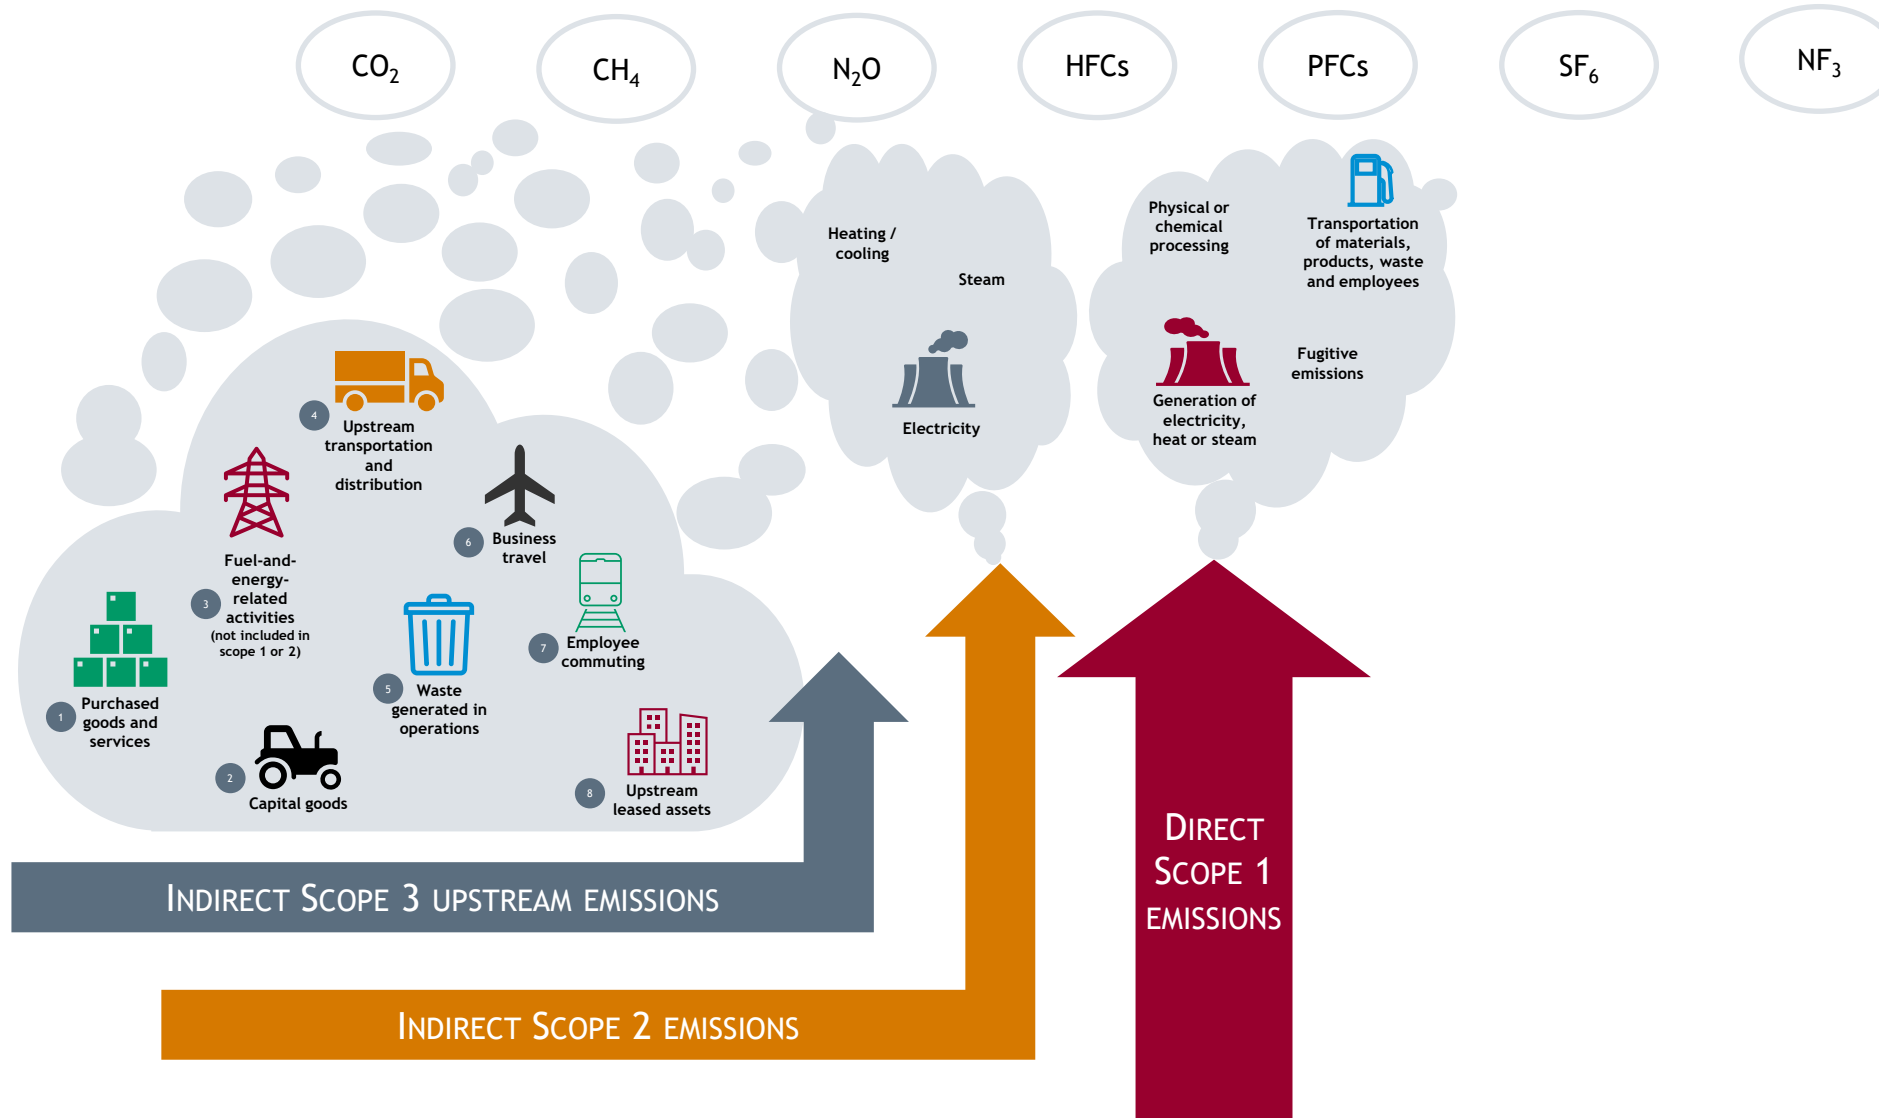 CO₂
CH₄
N₂O
HFCs
PFCs
SF₆
NF₃
Heating /
cooling
Steam
Electricity
Physical or
chemical
processing
Transportation
of materials,
products, waste
and employees
Generation of
electricity,
heat or steam
Fugitive
emissions
4
Upstream
transportation
and
distribution
6
Business
travel
3
Fuel-and-
energy-
related
activities
(not included in
scope 1 or 2)
7
Employee
commuting
5
Waste
generated in
operations
1
Purchased
goods and
services
2
Capital goods
8
Upstream
leased assets
INDIRECT SCOPE 3 UPSTREAM EMISSIONS
INDIRECT SCOPE 2 EMISSIONS
DIRECT
SCOPE 1
EMISSIONS